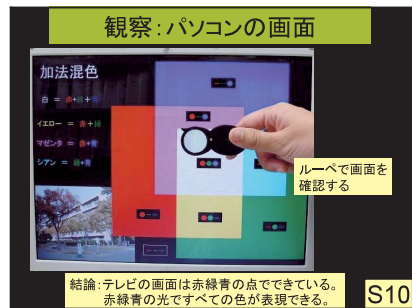 観察：パソコンの画面
加法混色
白 ＝ 赤+緑+青
イエロー ＝ 赤+緑
マゼンタ ＝ 赤+青
シアン ＝ 緑+青
ルーペで画面を
確認する
結論：テレビの画面は赤緑青の点でできている。
赤緑青の光ですべての色が表現できる。
S10